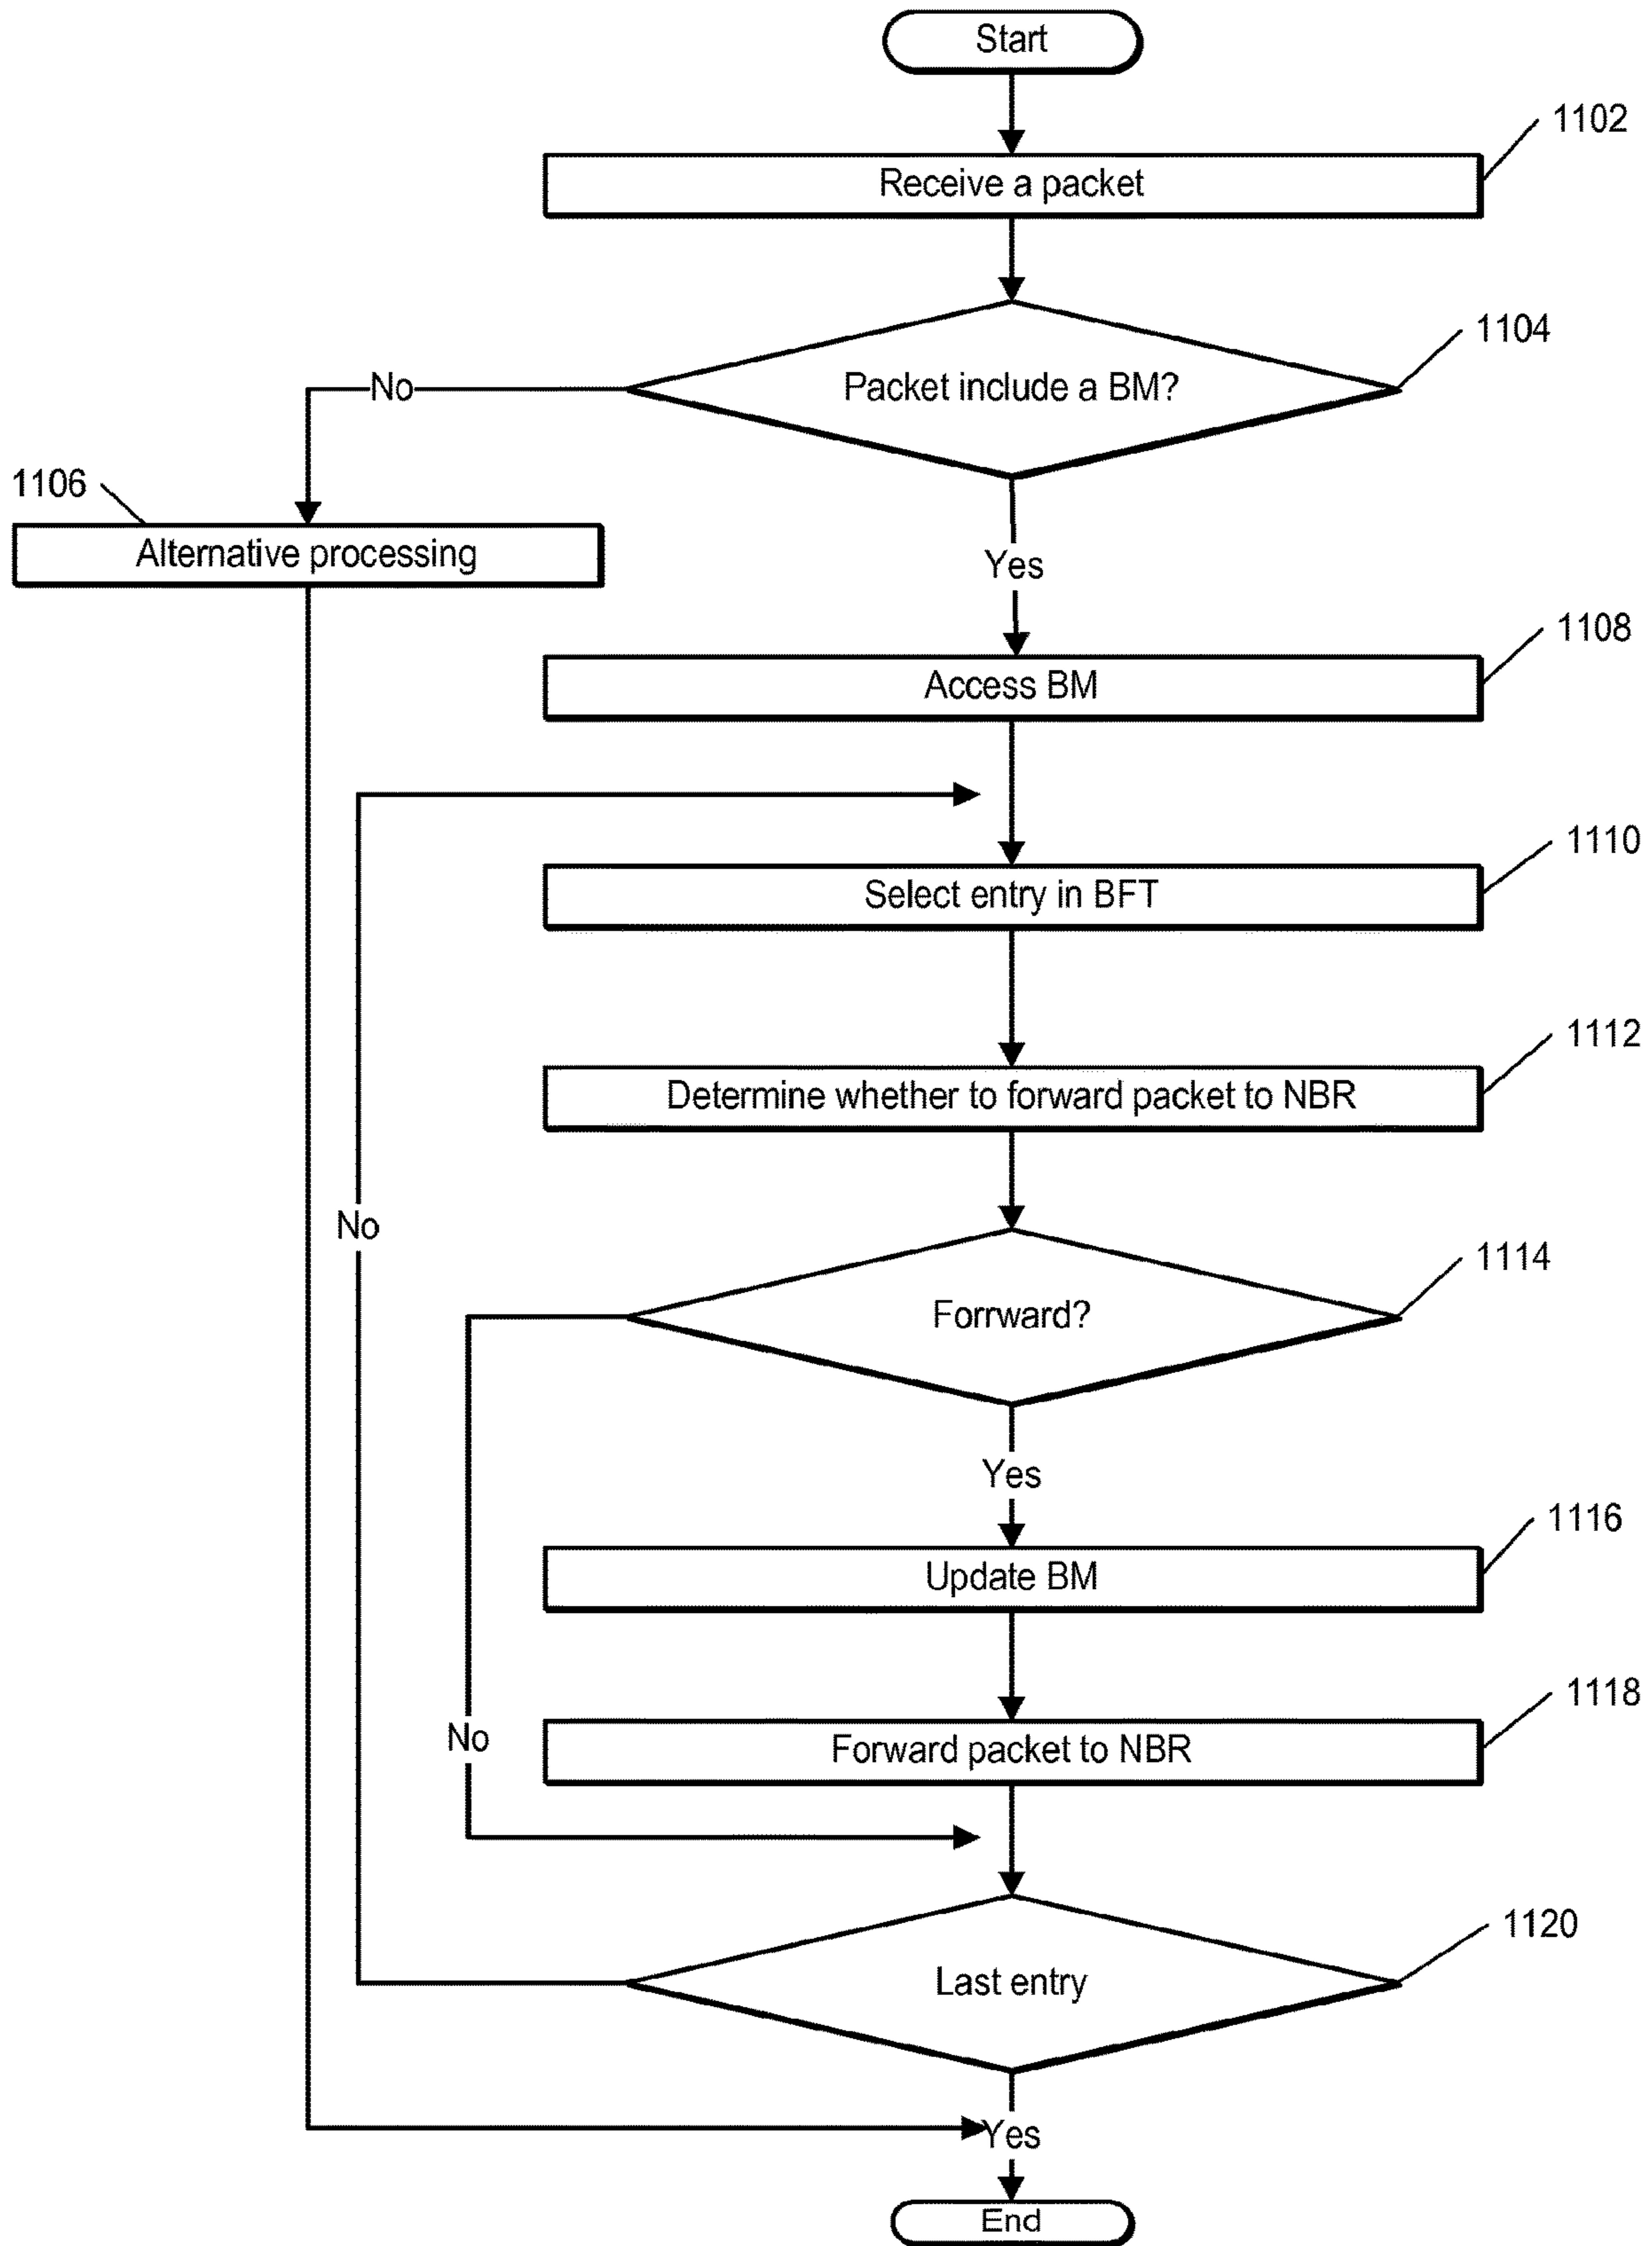 Start
1102
Receive a packet
1104
Packet include a BM?
No
1106
Alternative processing
Yes
1108
Access BM
1110
Select entry in BFT
1112
Determine whether to forward packet to NBR
No
1114
Forrward?
Yes
1116
Update BM
1118
Forward packet to NBR
No
1120
Last entry
Yes
End